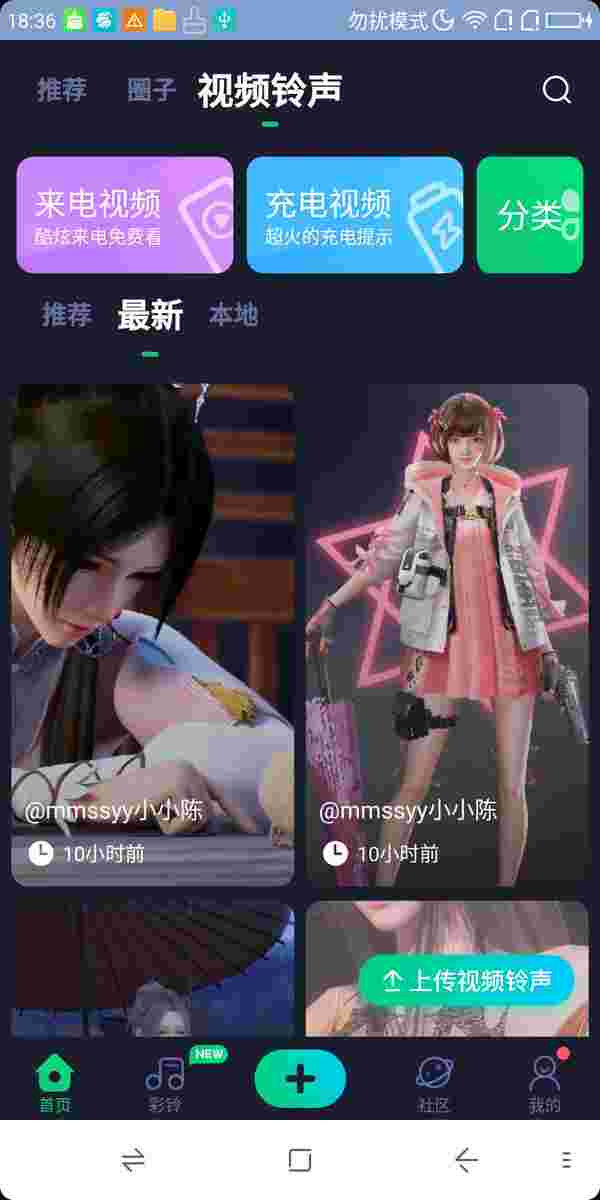 18:36 勿扰模式
推荐 圈子 视频铃声
来电视频 充电视频 分类
酷炫来电免费看 超火的充电提示
推荐 最新 本地
@mmssyy小小陈 @mmssyy小小陈
10小时前 10小时前
上传视频铃声
NEW
首页 彩铃 社区 我的